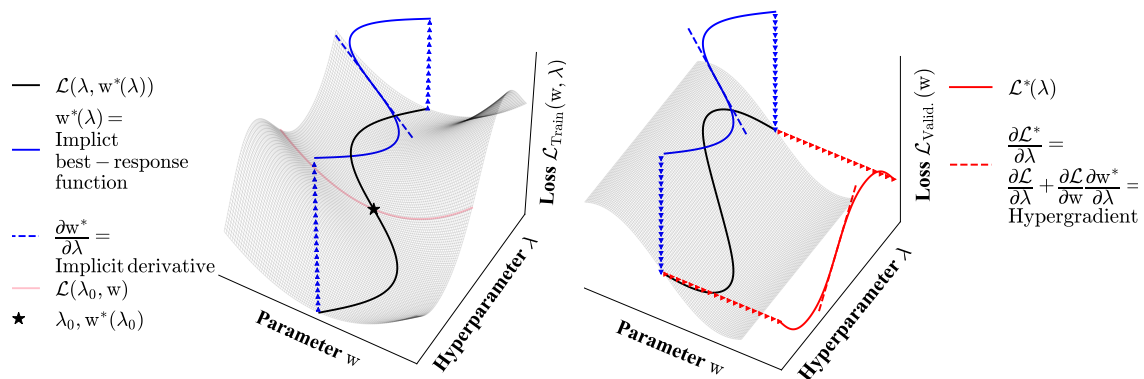 ℒ(λ, w*(λ))
w*(λ) =
Implict
best − response
function
∂w*/∂λ =
Implicit derivative
ℒ(λ₀, w)
λ₀, w*(λ₀)
Parameter w
Hyperparameter λ
Loss ℒ_Train(w, λ)
Parameter w
Hyperparameter λ
Loss ℒ_Valid.(w)
ℒ*(λ)
∂ℒ*/∂λ =
∂ℒ/∂λ + ∂ℒ/∂w ∂w*/∂λ =
Hypergradient